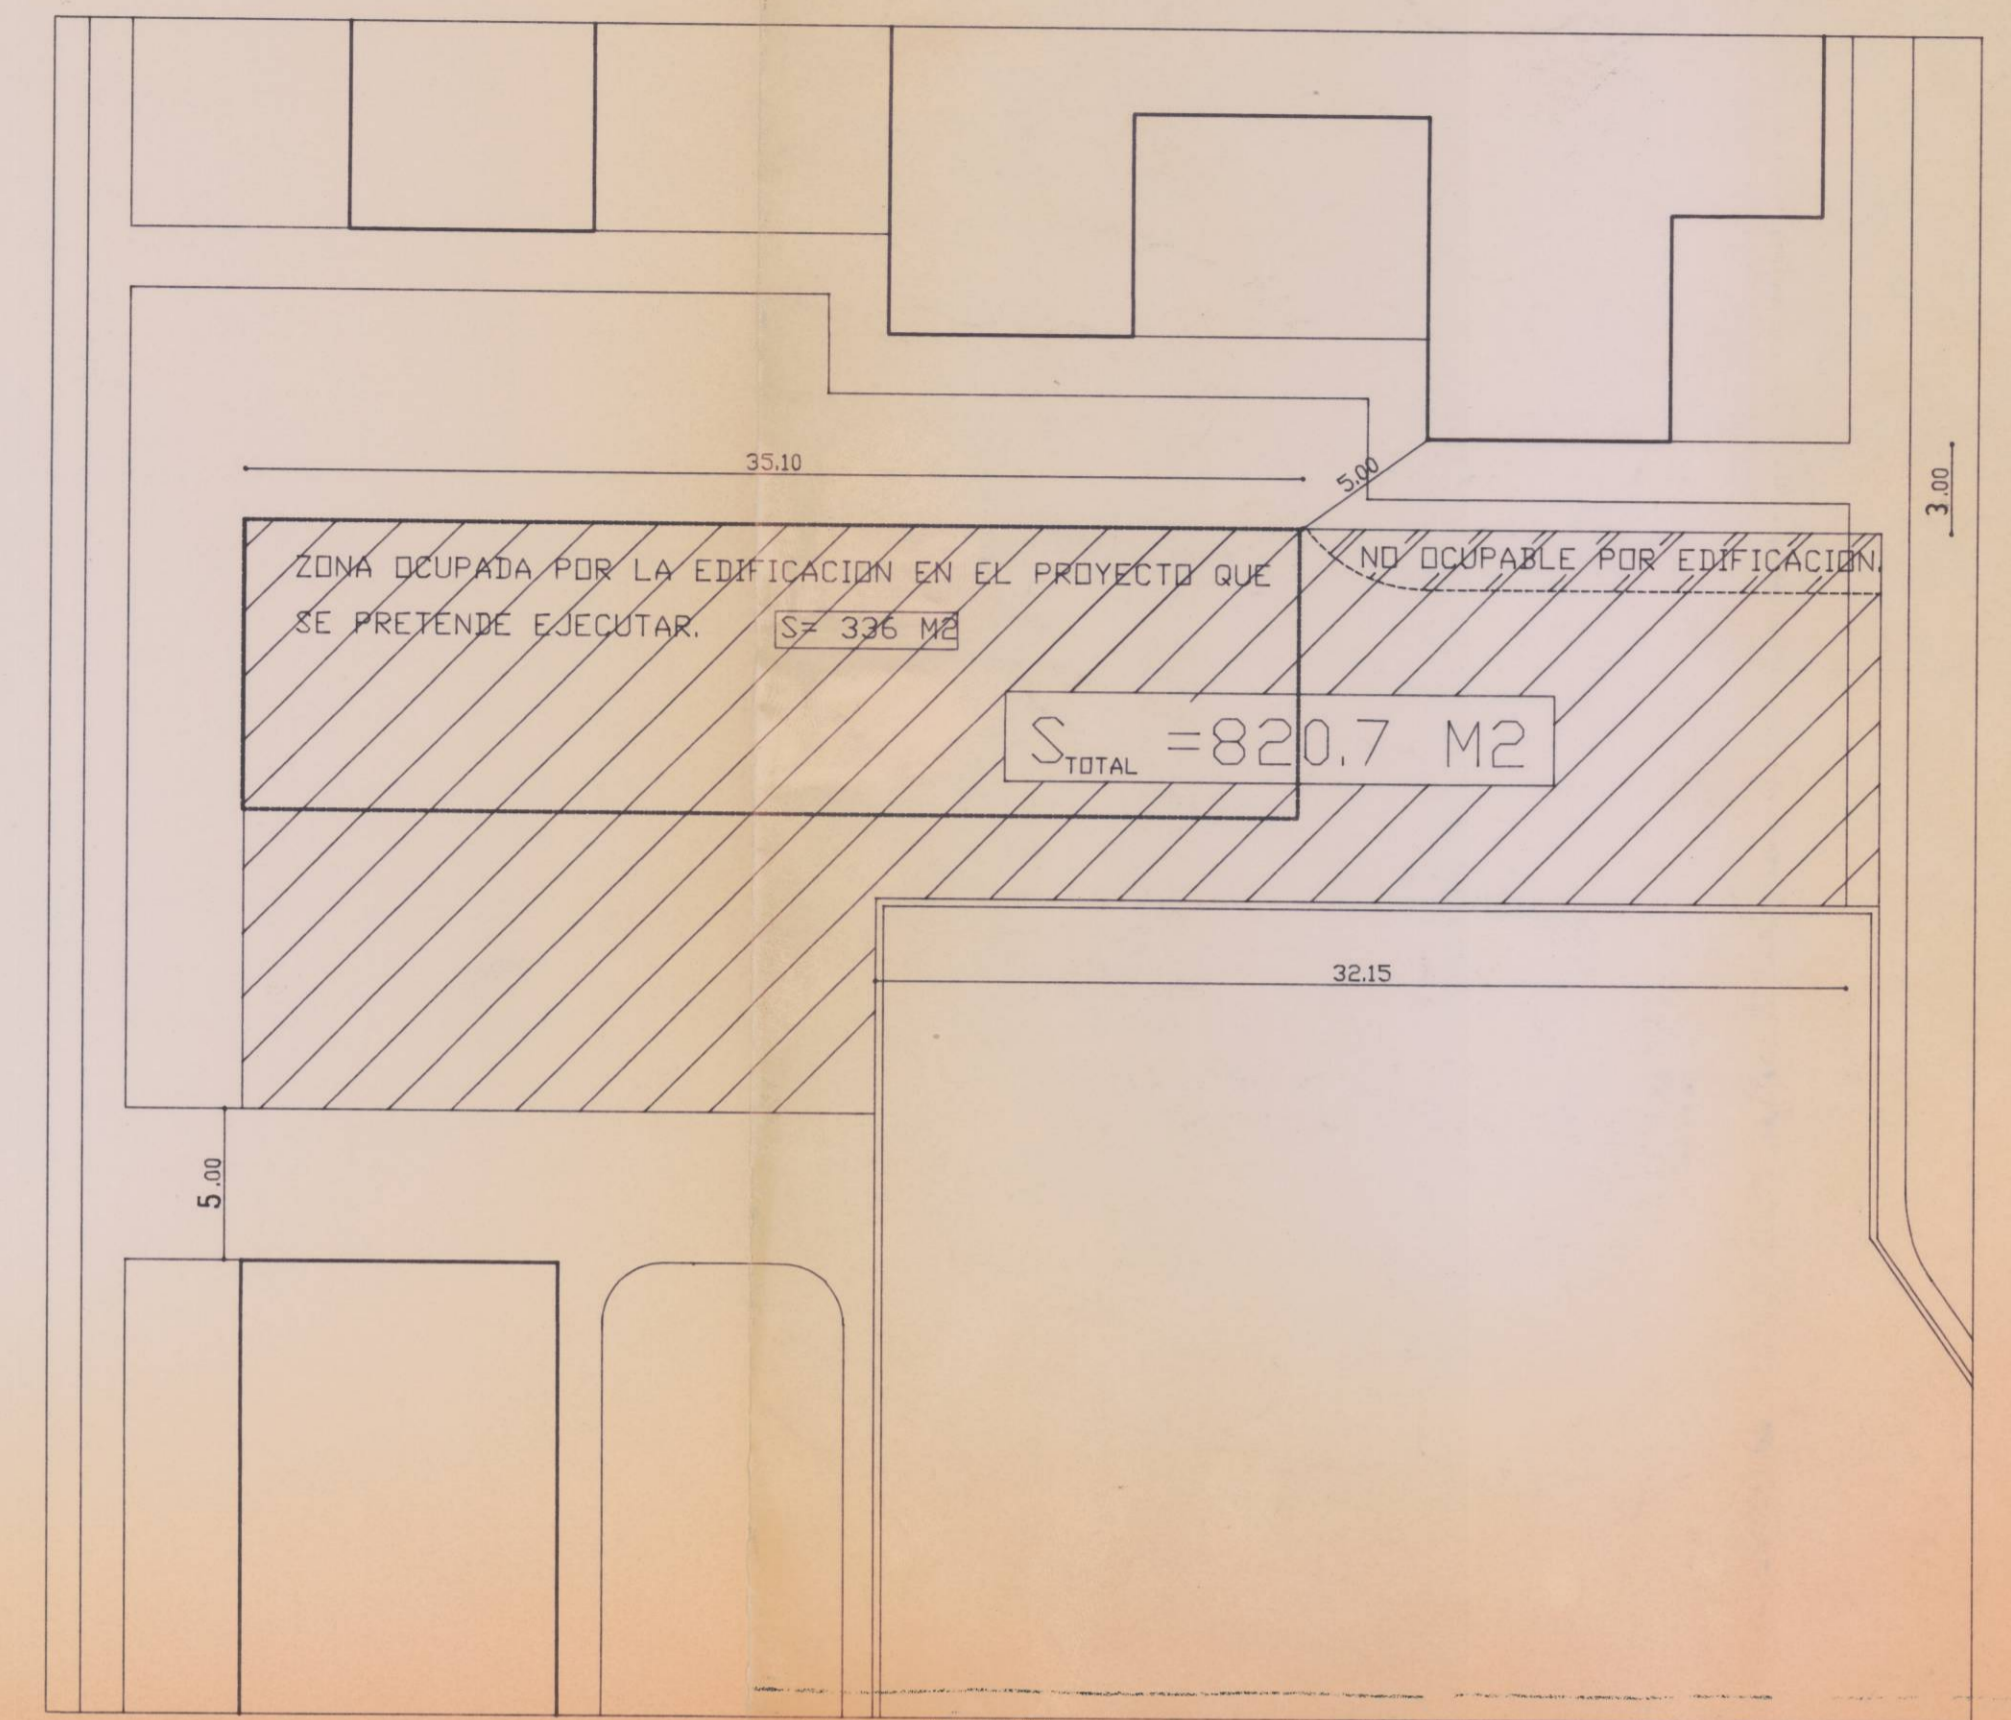 35.10
5.00
3.00
ZONA OCUPADA POR LA EDIFICACION EN EL PROYECTO QUE
SE PRETENDE EJECUTAR. S= 336 M2
NO OCUPABLE POR EDIFICACION.
S TOTAL =820.7 M2
32.15
5.00